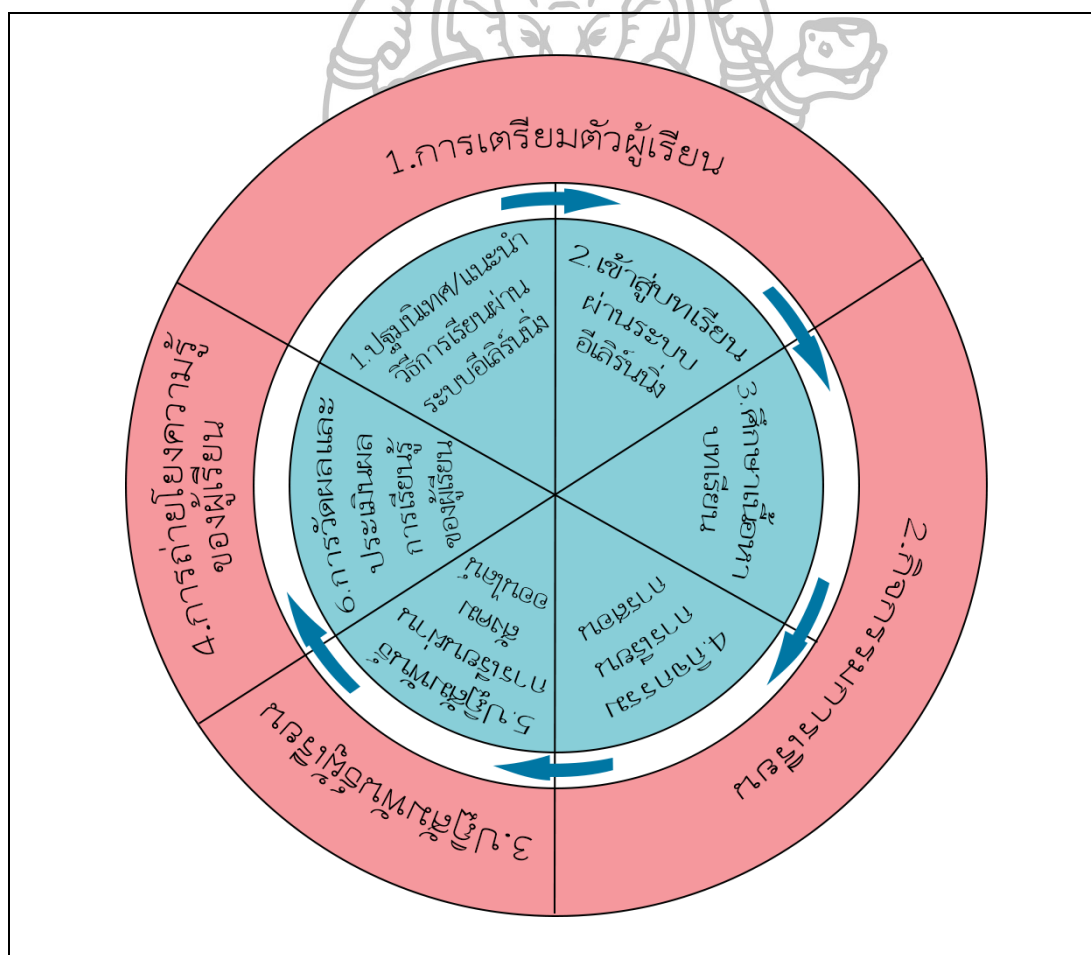 1.การเตรียมตัวผู้เรียน
2.กิจกรรมการเรียน
3.ปฏิสัมพันธ์ผู้เรียน
4.การถ่ายโยงความรู้
ของผู้เรียน
1.ปฐมนิเทศ/แนะนำ
วิธีการเรียนผ่าน
ระบบอีเลิร์นนิ่ง
2.เข้าสู่บทเรียน
ผ่านระบบ
อีเลิร์นนิ่ง
3.ศึกษาเนื้อหา
บทเรียน
4.กิจกรรม
การเรียน
การสอน
5.ปฏิสัมพันธ์
การเรียนผ่าน
สังคม
ออนไลน์
6.การวัดผลและ
ประเมินผล
การเรียนรู้
ของผู้เรียน